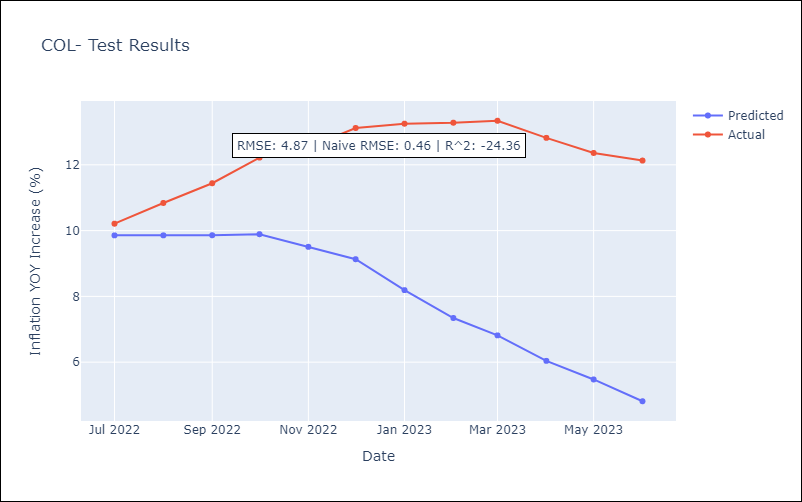 COL- Test Results
Predicted
Actual
RMSE: 4.87 | Naive RMSE: 0.46 | R^2: -24.36
Inflation YOY Increase (%)
12
10
8
6
Jul 2022
Sep 2022
Nov 2022
Jan 2023
Mar 2023
May 2023
Date